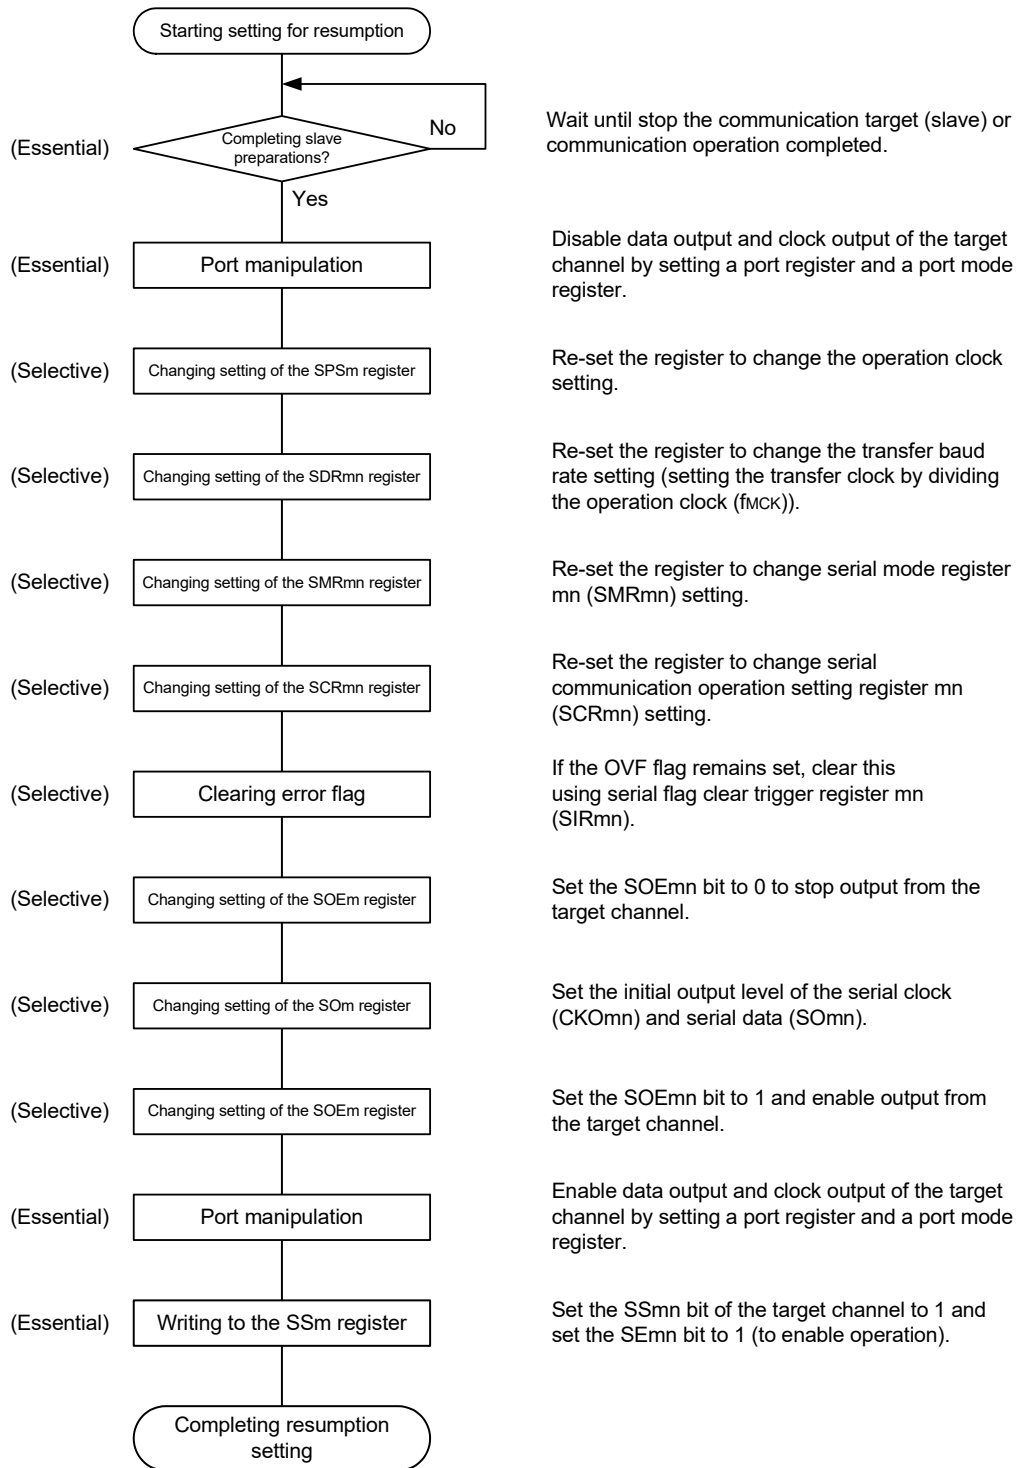 Starting setting for resumption
(Essential)
Completing slave
preparations?
No
Wait until stop the communication target (slave) or
communication operation completed.
Yes
(Essential)
Port manipulation
Disable data output and clock output of the target
channel by setting a port register and a port mode
register.
(Selective)
Changing setting of the SPSm register
Re-set the register to change the operation clock
setting.
(Selective)
Changing setting of the SDRmn register
Re-set the register to change the transfer baud
rate setting (setting the transfer clock by dividing
the operation clock (fMCK)).
(Selective)
Changing setting of the SMRmn register
Re-set the register to change serial mode register
mn (SMRmn) setting.
(Selective)
Changing setting of the SCRmn register
Re-set the register to change serial
communication operation setting register mn
(SCRmn) setting.
(Selective)
Clearing error flag
If the OVF flag remains set, clear this
using serial flag clear trigger register mn
(SIRmn).
(Selective)
Changing setting of the SOEm register
Set the SOEmn bit to 0 to stop output from the
target channel.
(Selective)
Changing setting of the SOm register
Set the initial output level of the serial clock
(CKOmn) and serial data (SOmn).
(Selective)
Changing setting of the SOEm register
Set the SOEmn bit to 1 and enable output from
the target channel.
(Essential)
Port manipulation
Enable data output and clock output of the target
channel by setting a port register and a port mode
register.
(Essential)
Writing to the SSm register
Set the SSmn bit of the target channel to 1 and
set the SEmn bit to 1 (to enable operation).
Completing resumption
setting